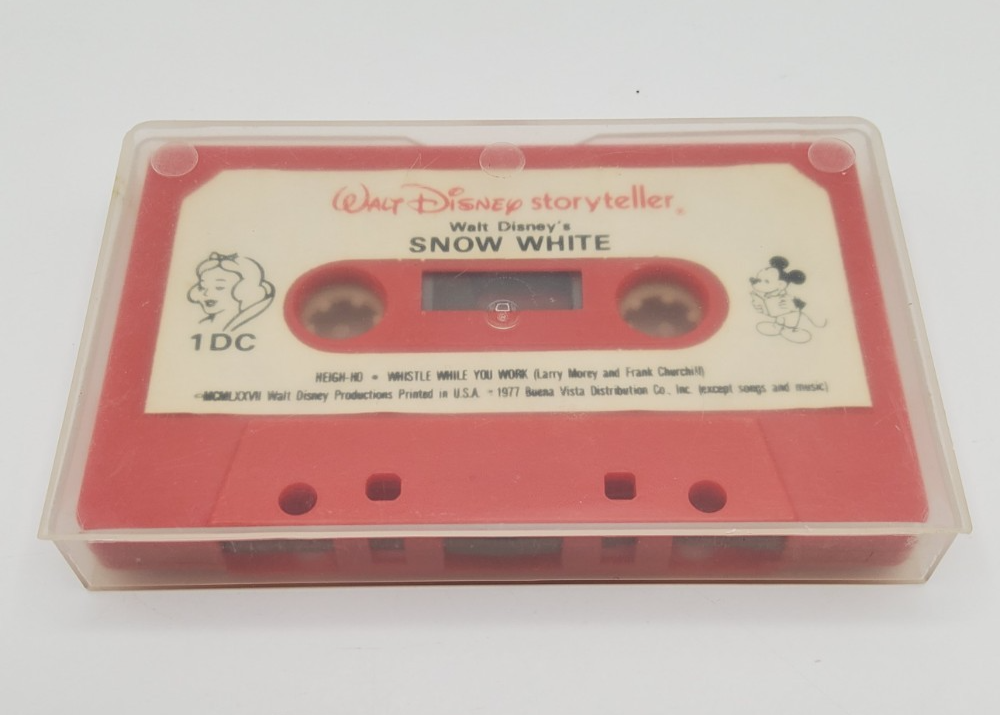 Walt Disney storyteller®
Walt Disney's
SNOW WHITE
1DC
HEIGH-HO • WHISTLE WHILE YOU WORK (Larry Morey and Frank Churchill)
©MCMLXXVII Walt Disney Productions Printed in U.S.A. ℗1977 Buena Vista Distribution Co., Inc. (except songs and music)